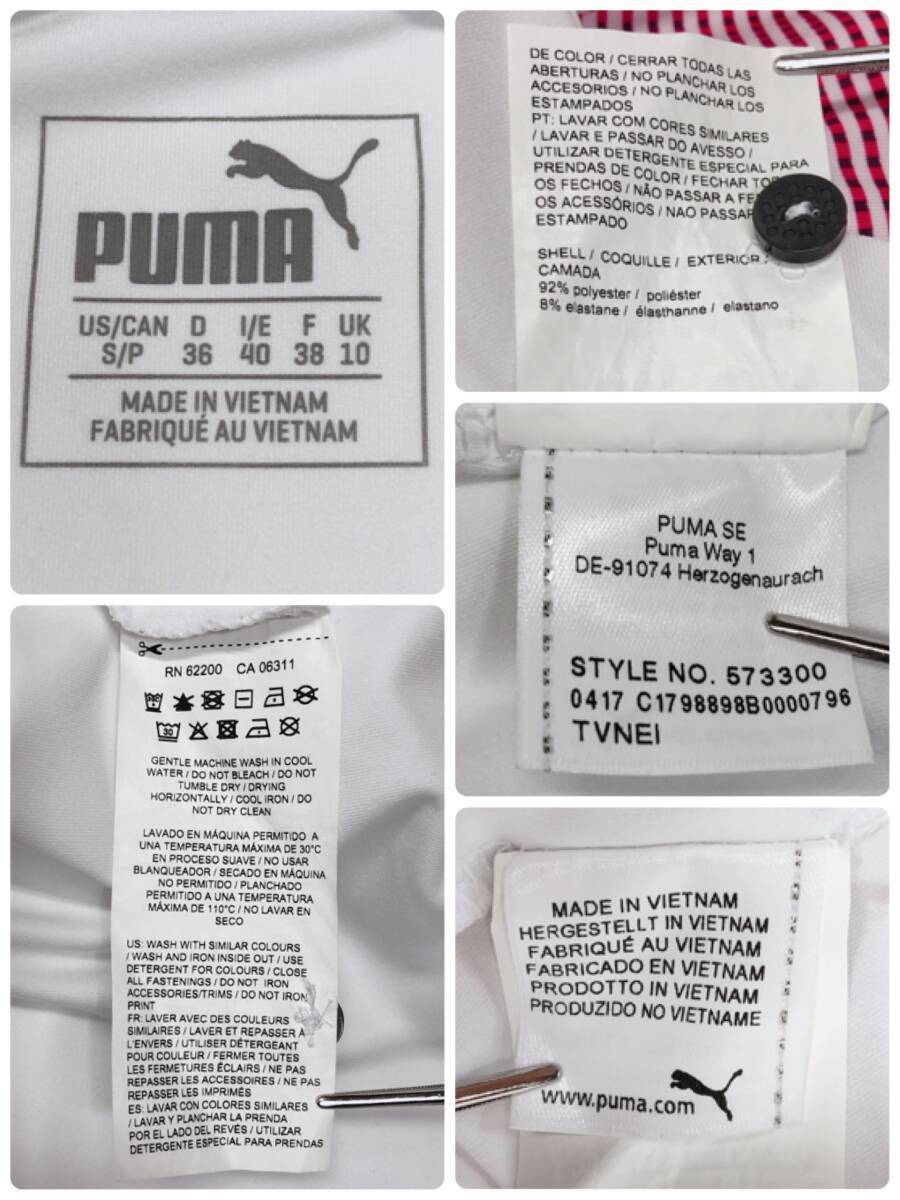 PUMA
US/CAN D I/E F UK
S/P 36 40 38 10
MADE IN VIETNAM
FABRIQUÉ AU VIETNAM
DE COLOR / CERRAR TODAS LAS
ABERTURAS / NO PLANCHAR LOS
ACCESORIOS / NO PLANCHAR LOS
ESTAMPADOS
PT: LAVAR COM CORES SIMILARES
/ LAVAR E PASSAR DO AVESSO /
UTILIZAR DETERGENTE ESPECIAL PARA
PRENDAS DE COLOR / FECHAR
OS FECHOS / NÃO PASSAR A
OS ACESSÓRIOS / NAO PASSAR
ESTAMPADO
SHELL / COQUILLE / EXTERIOR /
CAMADA
92% polyester / poliéster
8% elastane / élasthanne / elastano
PUMA SE
Puma Way 1
DE-91074 Herzogenaurach
STYLE NO. 573300
0417 C1798898B0000796
TVNEI
RN 62200 CA 06311
30
GENTLE MACHINE WASH IN COOL
WATER / DO NOT BLEACH / DO NOT
TUMBLE DRY / DRYING
HORIZONTALLY / COOL IRON / DO
NOT DRY CLEAN
LAVADO EN MÁQUINA PERMITIDO A
UNA TEMPERATURA MÁXIMA DE 30°C
EN PROCESO SUAVE / NO USAR
BLANQUEADOR / SECADO EN MÁQUINA
NO PERMITIDO / PLANCHADO
PERMITIDO A UNA TEMPERATURA
MÁXIMA DE 110°C / NO LAVAR EN
SECO
US: WASH WITH SIMILAR COLOURS
/ WASH AND IRON INSIDE OUT / USE
DETERGENT FOR COLOURS / CLOSE
ALL FASTENINGS / DO NOT IRON
ACCESSORIES/TRIMS / DO NOT IRON
PRINT
FR: LAVER AVEC DES COULEURS
SIMILAIRES / LAVER ET REPASSER A
L'ENVERS / UTILISER DÉTERGEANT
POUR COULEUR / FERMER TOUTES
LES FERMETURES ÉCLAIRS / NE PAS
REPASSER LES ACCESSOIRES / NE PAS
REPASSER LES IMPRIMÉS
ES: LAVAR CON COLORES SIMILARES
/ LAVAR Y PLANCHAR LA PRENDA
POR EL LADO DEL REVÉS / UTILIZAR
DETERGENTE ESPECIAL PARA PRENDAS
MADE IN VIETNAM
HERGESTELLT IN VIETNAM
FABRIQUÉ AU VIETNAM
FABRICADO EN VIETNAM
PRODOTTO IN VIETNAM
PRODUZIDO NO VIETNAME
www.puma.com